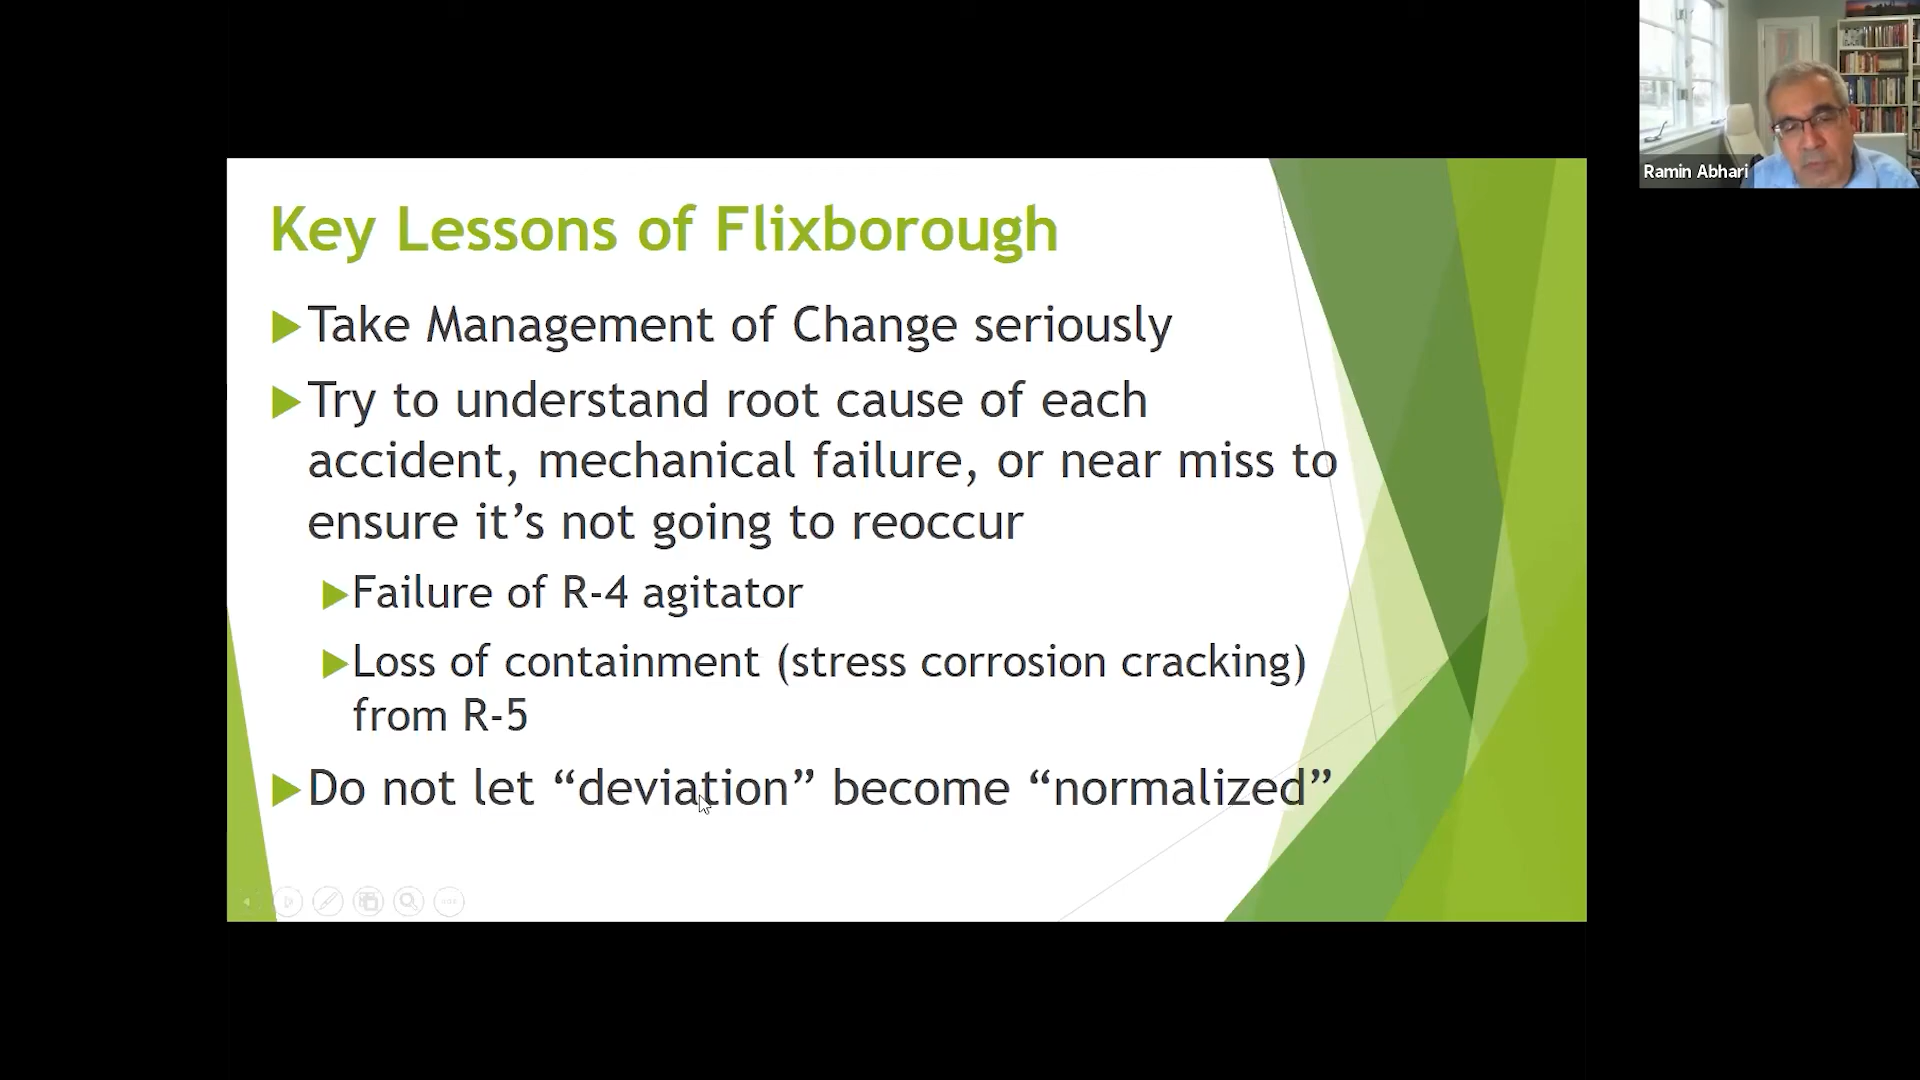 Key Lessons of Flixborough
Take Management of Change seriously
Try to understand root cause of each
accident, mechanical failure, or near miss to
ensure it’s not going to reoccur
Failure of R-4 agitator
Loss of containment (stress corrosion cracking)
from R-5
Do not let “deviation” become “normalized”
Ramin Abhari